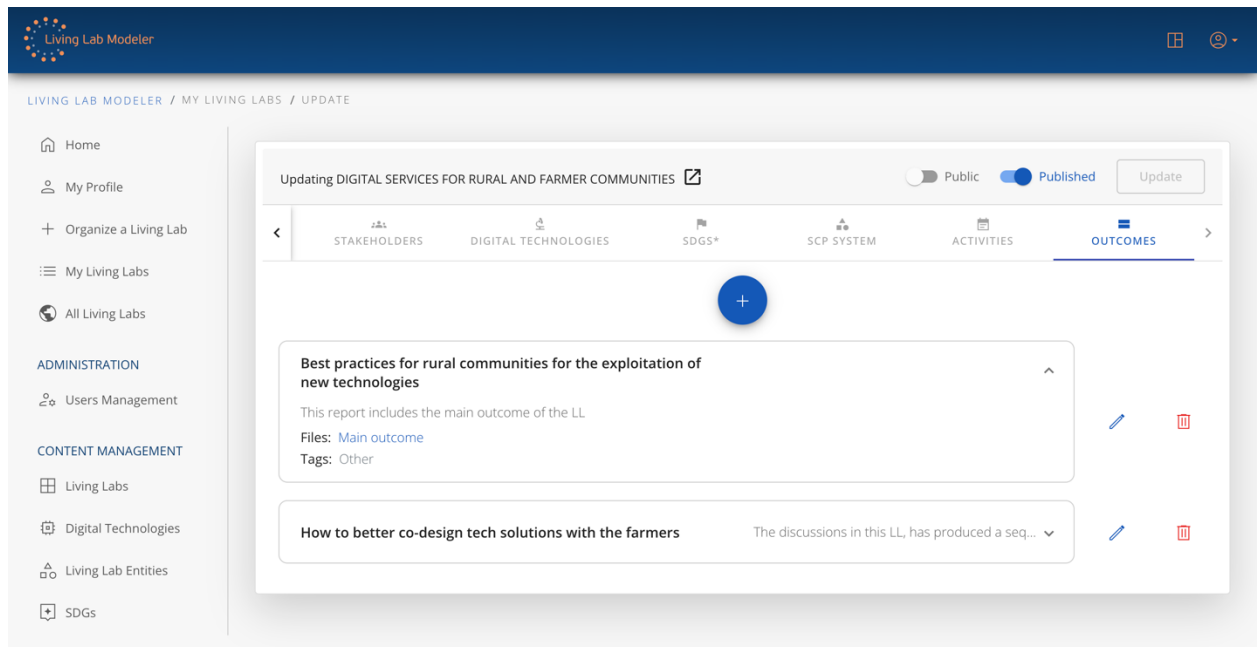 Living Lab Modeler
LIVING LAB MODELER / MY LIVING LABS / UPDATE
Home
My Profile
Organize a Living Lab
My Living Labs
All Living Labs
ADMINISTRATION
Users Management
CONTENT MANAGEMENT
Living Labs
Digital Technologies
Living Lab Entities
SDGs
Updating DIGITAL SERVICES FOR RURAL AND FARMER COMMUNITIES
Public
Published
Update
STAKEHOLDERS
DIGITAL TECHNOLOGIES
SDGS*
SCP SYSTEM
ACTIVITIES
OUTCOMES
Best practices for rural communities for the exploitation of
new technologies
This report includes the main outcome of the LL
Files: Main outcome
Tags: Other
How to better co-design tech solutions with the farmers
The discussions in this LL, has produced a seq...